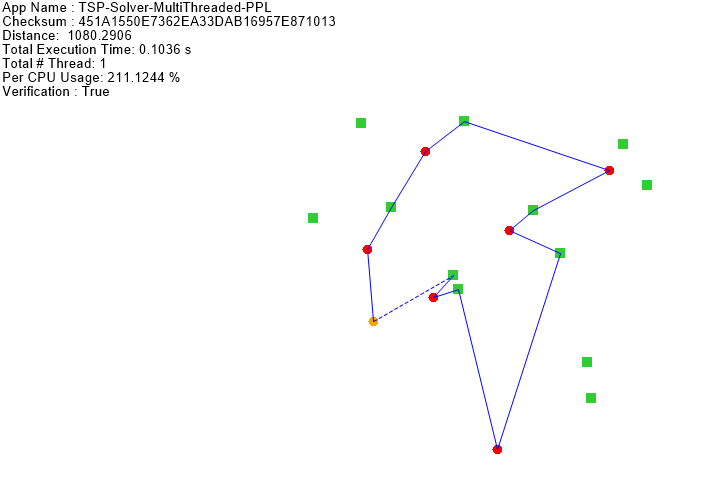 App Name : TSP-Solver-MultiThreaded-PPL
Checksum : 451A1550E7362EA33DAB16957E871013
Distance:  1080.2906
Total Execution Time: 0.1036 s
Total # Thread: 1
Per CPU Usage: 211.1244 %
Verification : True